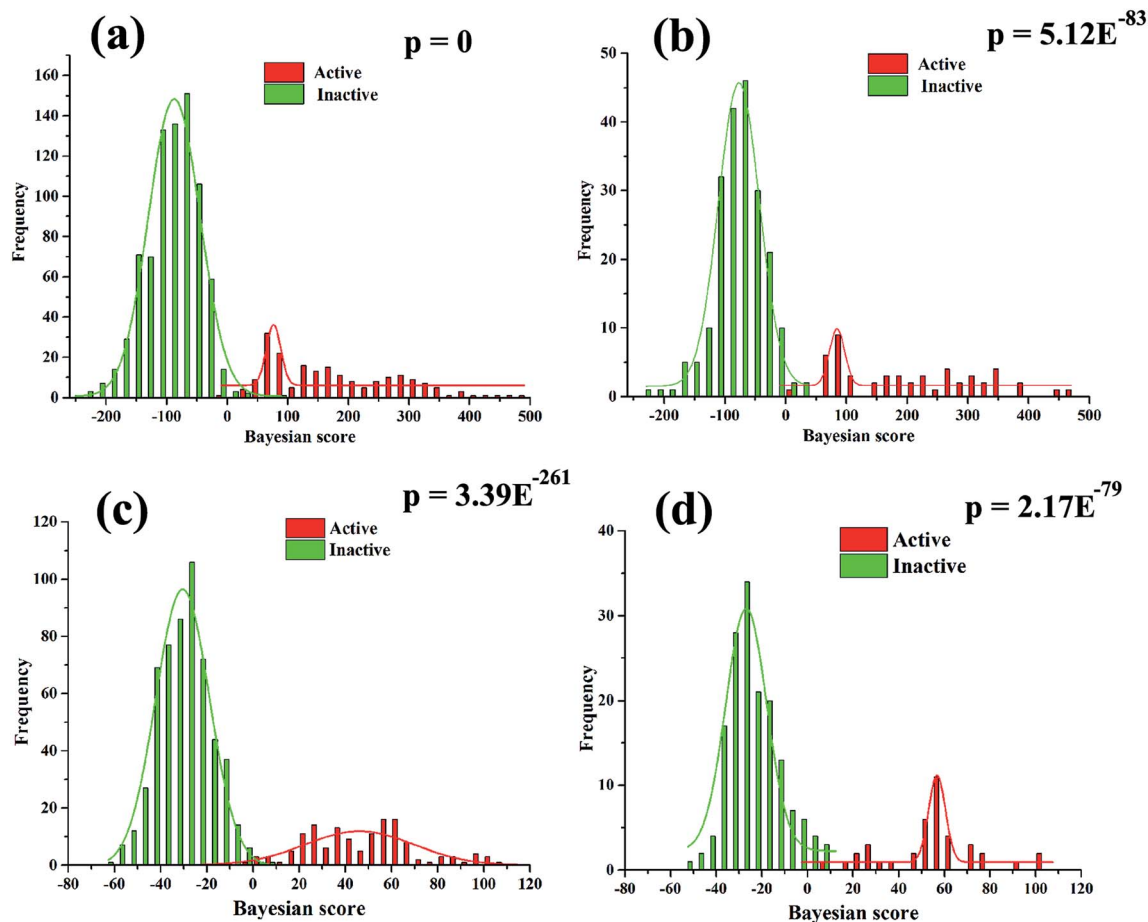 (a)
p = 0
Active
Inactive
Frequency
160
140
120
100
80
60
40
20
0
-200 -100 0 100 200 300 400 500
Bayesian score
(b)
p = 5.12E-83
Active
Inactive
Frequency
50
40
30
20
10
0
-200 -100 0 100 200 300 400 500
Bayesian score
(c)
p = 3.39E-261
Active
Inactive
Frequency
120
100
80
60
40
20
0
-80 -60 -40 -20 0 20 40 60 80 100 120
Bayesian score
(d)
p = 2.17E-79
Active
Inactive
Frequency
40
30
20
10
0
-80 -60 -40 -20 0 20 40 60 80 100 120
Bayesian score